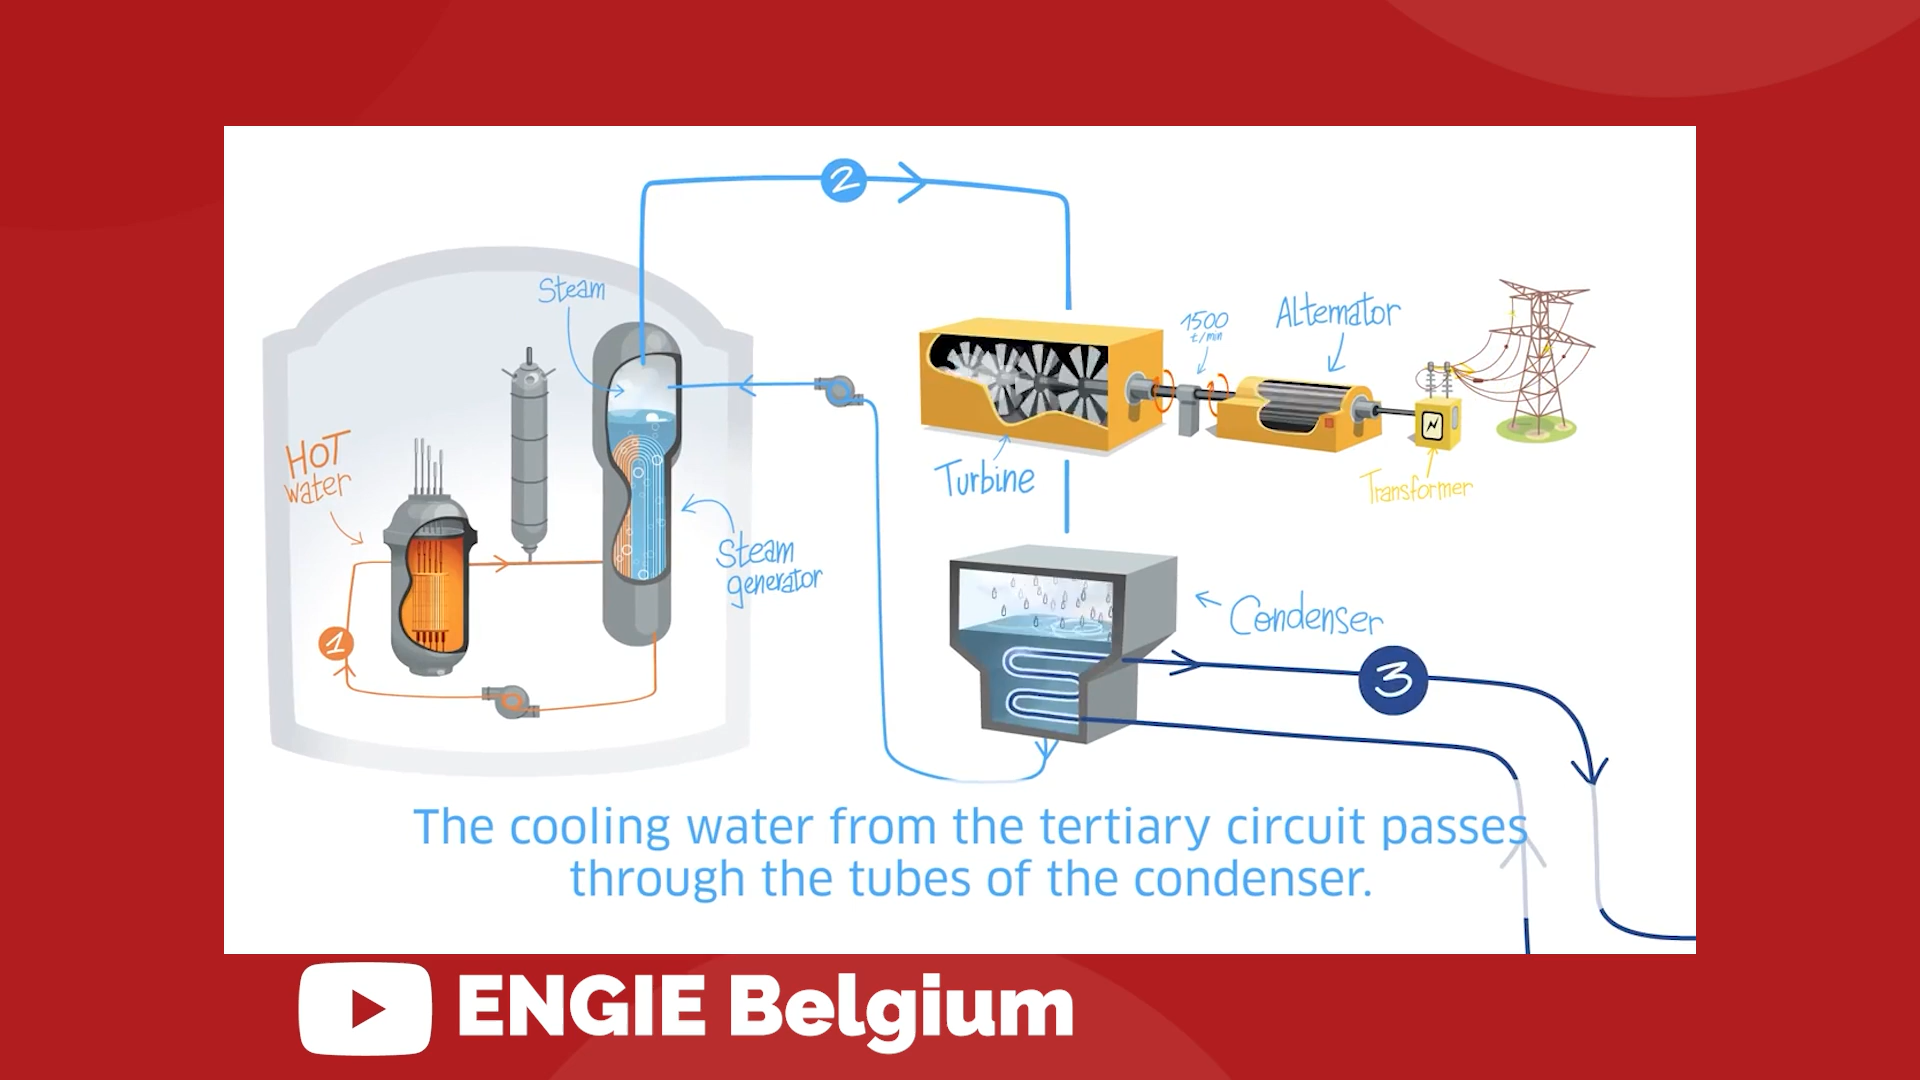 2
Steam
1500
t/min
Alternator
HOT
water
Turbine
Transformer
Steam
generator
Condenser
1
3
The cooling water from the tertiary circuit passes
through the tubes of the condenser.
ENGIE Belgium